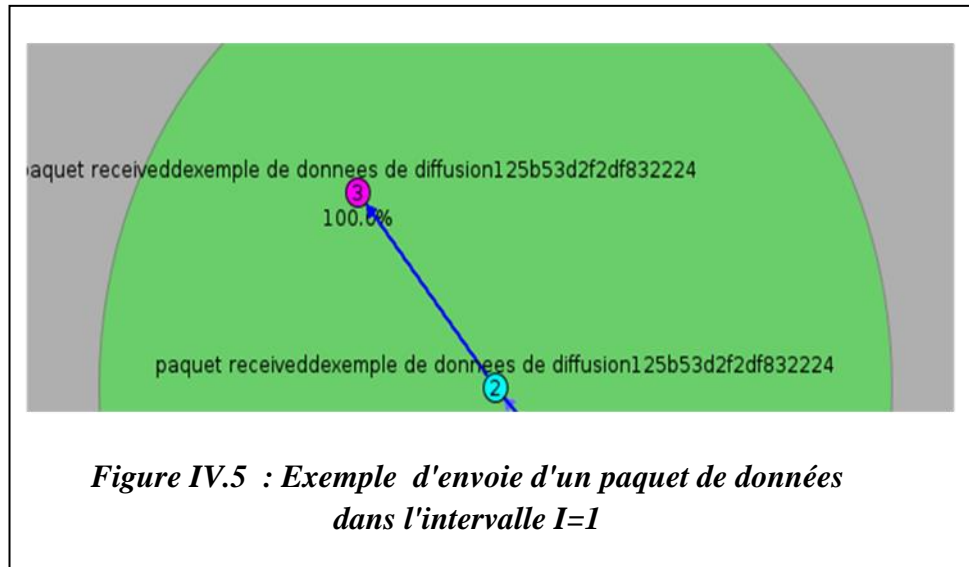 paquet receiveddexemple de donnees de diffusion125b53d2f2df832224
3
100.0%
paquet receiveddexemple de donnees de diffusion125b53d2f2df832224
2
Figure IV.5 : Exemple d'envoie d'un paquet de données
dans l'intervalle I=1